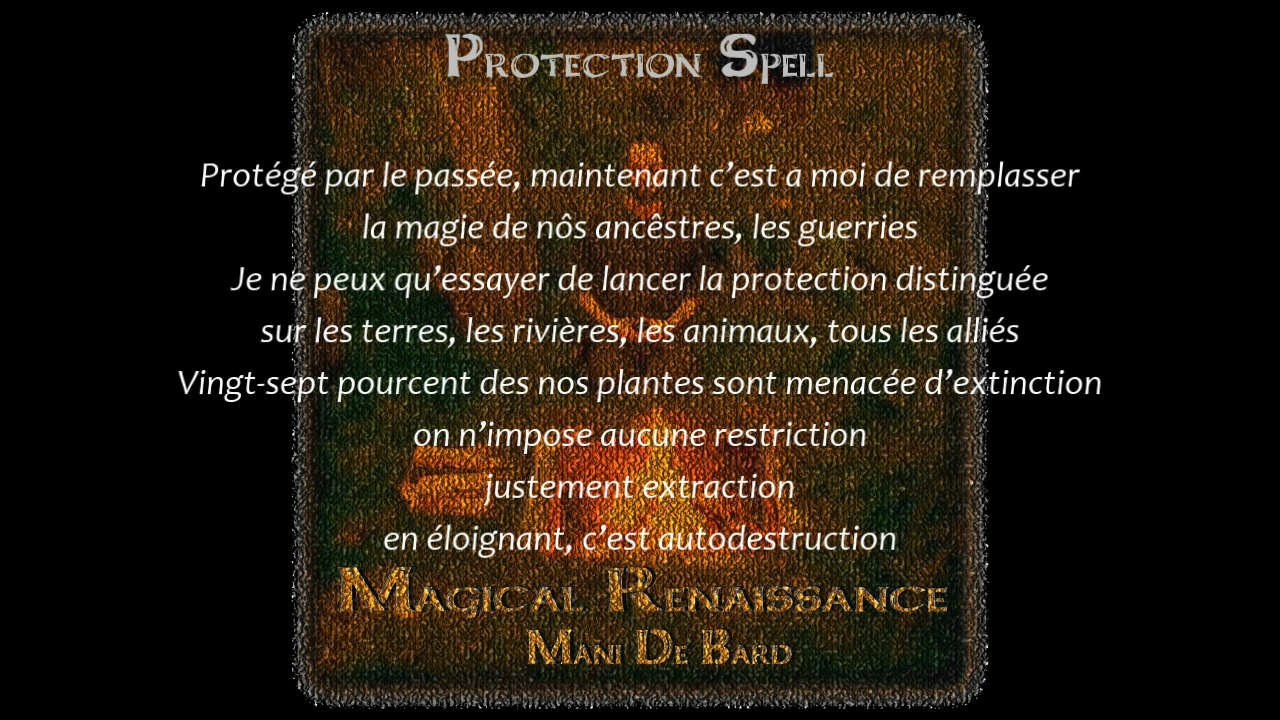 Protection Spell
Protégé par le passée, maintenant c’est a moi de remplasser
la magie de nôs ancêstres, les guerries
Je ne peux qu’essayer de lancer la protection distinguée
sur les terres, les rivières, les animaux, tous les alliés
Vingt-sept pourcent des nos plantes sont menacée d’extinction
on n’impose aucune restriction
justement extraction
en éloignant, c’est autodestruction
Magical Renaissance
Mani De Bard